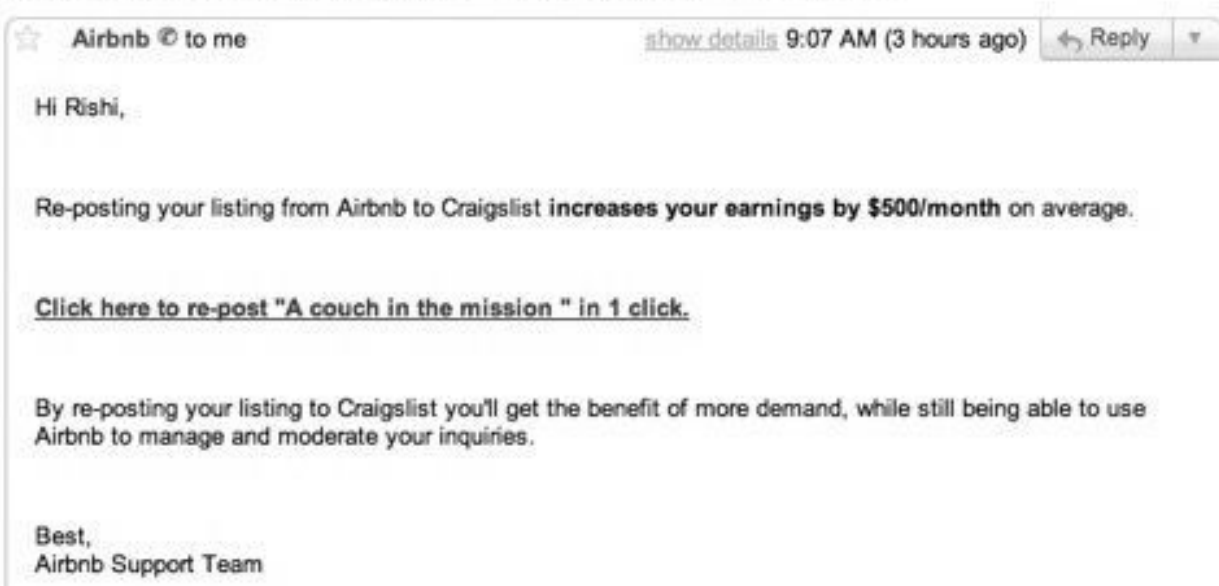 Airbnb to me show details 9:07 AM (3 hours ago) Reply
Hi Rishi,
Re-posting your listing from Airbnb to Craigslist increases your earnings by $500/month on average.
Click here to re-post "A couch in the mission " in 1 click.
By re-posting your listing to Craigslist you'll get the benefit of more demand, while still being able to use
Airbnb to manage and moderate your inquiries.
Best,
Airbnb Support Team